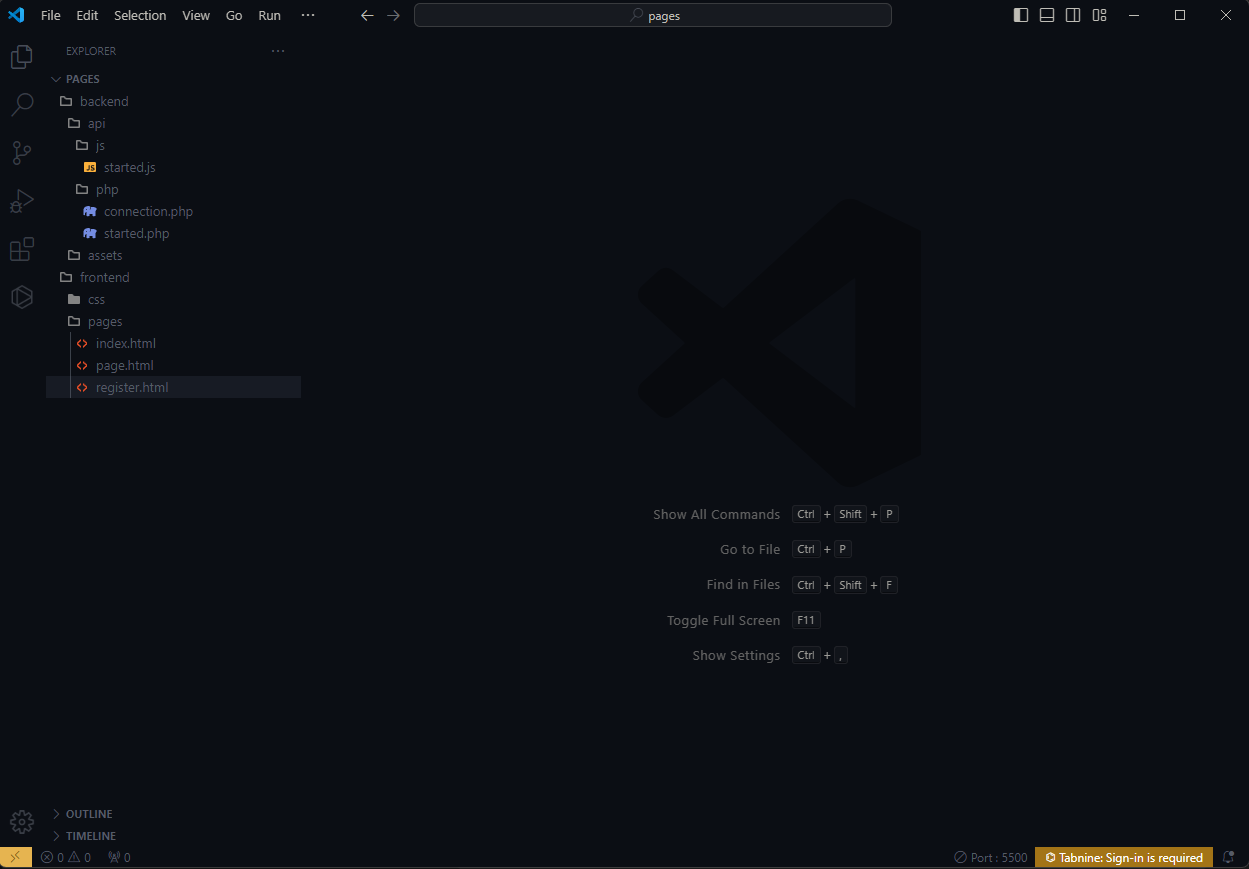 File Edit Selection View Go Run ···
pages
EXPLORER ···
PAGES
backend
api
js
JS started.js
php
connection.php
started.php
assets
frontend
css
pages
<> index.html
<> page.html
<> register.html
Show All Commands Ctrl + Shift + P
Go to File Ctrl + P
Find in Files Ctrl + Shift + F
Toggle Full Screen F11
Show Settings Ctrl + ,
OUTLINE
TIMELINE
0 0 0 Port : 5500 Tabnine: Sign-in is required